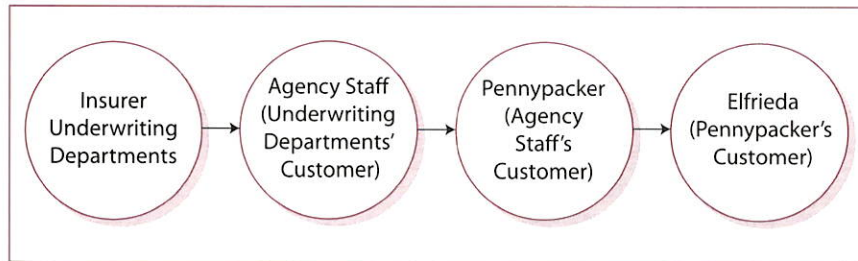 Insurer
Underwriting
Departments
Agency Staff
(Underwriting
Departments'
Customer)
Pennypacker
(Agency
Staff's
Customer)
Elfrieda
(Pennypacker's
Customer)